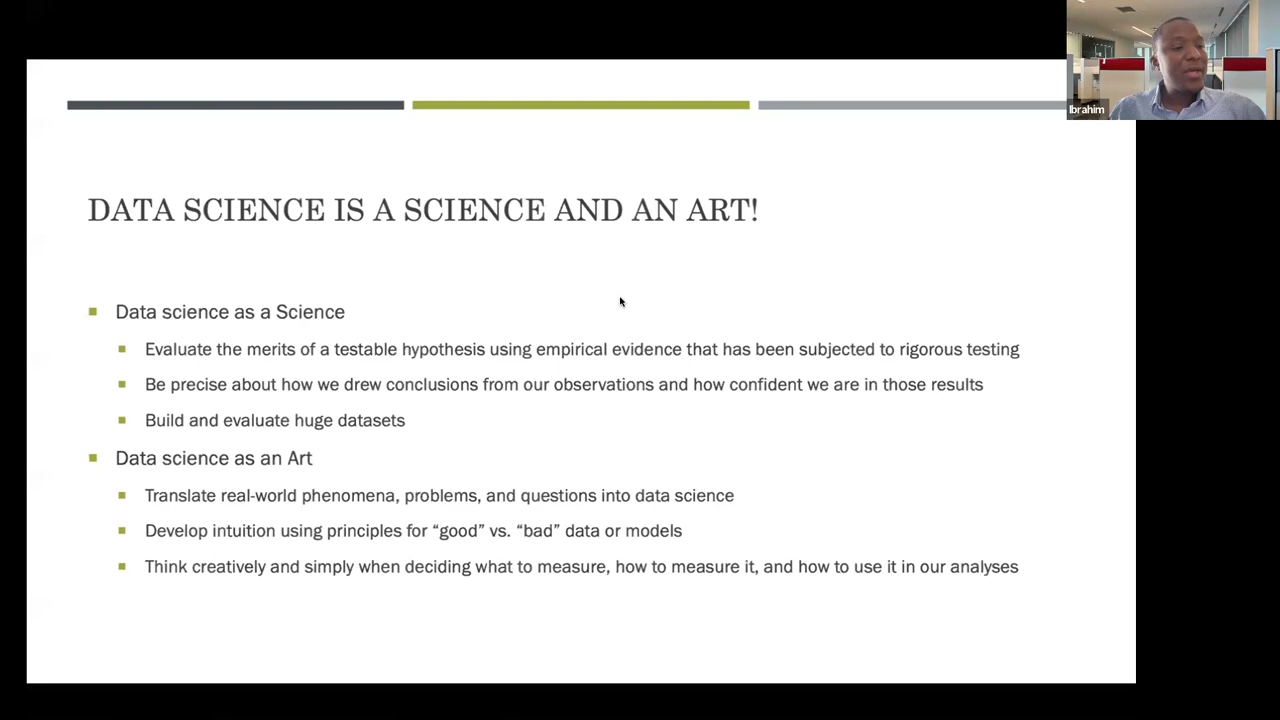 Ibrahim
DATA SCIENCE IS A SCIENCE AND AN ART!
Data science as a Science
Evaluate the merits of a testable hypothesis using empirical evidence that has been subjected to rigorous testing
Be precise about how we drew conclusions from our observations and how confident we are in those results
Build and evaluate huge datasets
Data science as an Art
Translate real-world phenomena, problems, and questions into data science
Develop intuition using principles for “good” vs. “bad” data or models
Think creatively and simply when deciding what to measure, how to measure it, and how to use it in our analyses